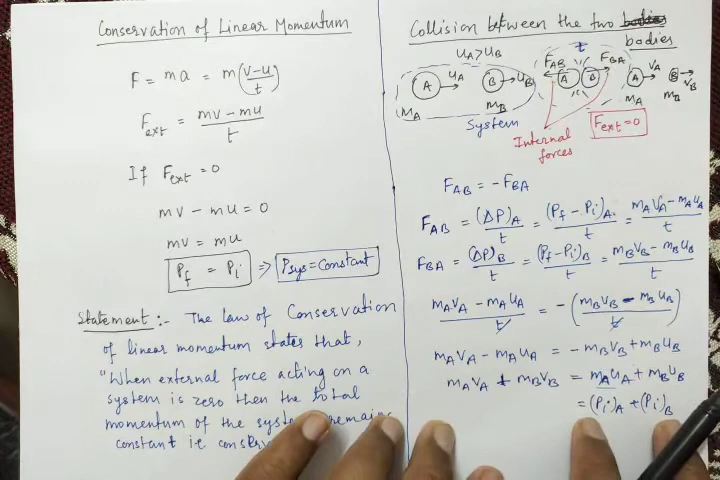 Conservation of Linear Momentum
F = ma = m(v-u/t)
Fext = mv - mu / t
If Fext = 0
mv - mu = 0
mv = mu
Pf = Pi => Psys = Constant
Statement :- The law of Conservation
of linear momentum states that,
"When external force acting on a
system is zero then the total
momentum of the system remains
constant ie
Collision between the two
bodies
UA > UB
t
FAB FBA
A UA B UB A B A VA B VB
MA MB MA MB
System
Internal
forces
Fext = 0
FAB = - FBA
FAB = (ΔP)A / t = (Pf - Pi)A / t = mAVA - mAUA / t
FBA = (ΔP)B / t = (Pf - Pi)B / t = mBVB - mBUB / t
mAVA - mAUA / t = - (mBVB - mBUB / t)
mAVA - mAUA = - mBVB + mBUB
mAVA + mBVB = mAUA + mBUB
= (Pi)A + (Pi)B